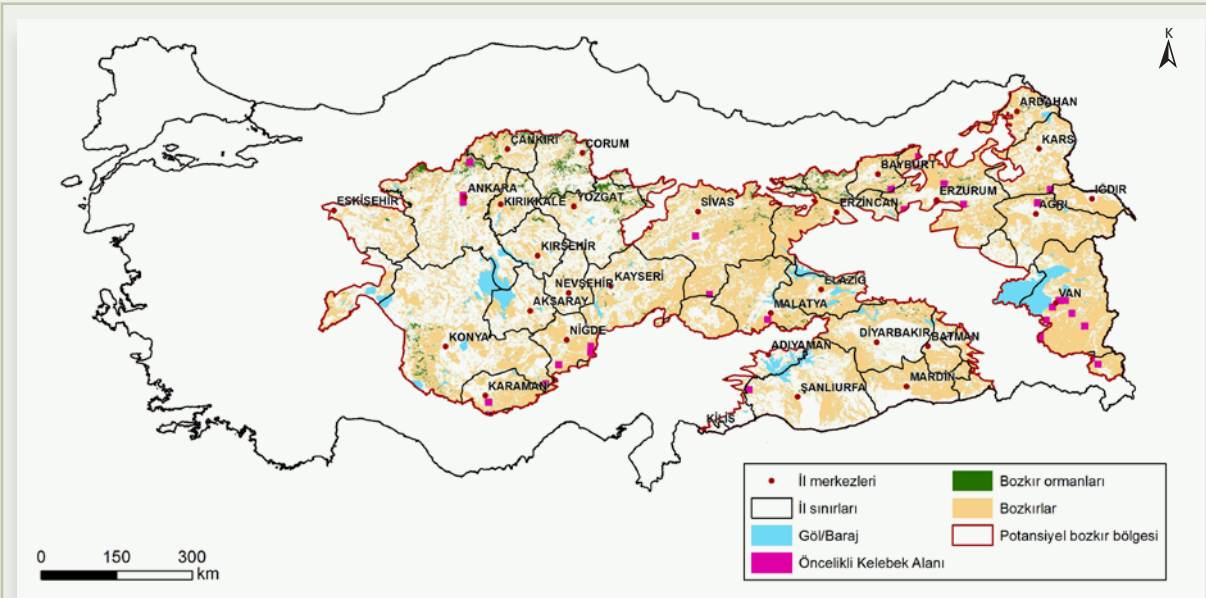 K
ARDAHAN
KARS
ÇANKIRI
ÇORUM
BAYBURT
ANKARA
ERZURUM
IĞDIR
ESKİŞEHİR
KIRIKKALE
YOZGAT
SİVAS
ERZİNCAN
AĞRI
KIRŞEHİR
KAYSERİ
NEVŞEHİR
ELAZIĞ
VAN
AKSARAY
MALATYA
KONYA
NİĞDE
DİYARBAKIR
BATMAN
ADIYAMAN
KARAMAN
ŞANLIURFA
MARDİN
KİLİS
İl merkezleri
İl sınırları
Göl/Baraj
Öncelikli Kelebek Alanı
Bozkır ormanları
Bozkırlar
Potansiyel bozkır bölgesi
0 150 300
km